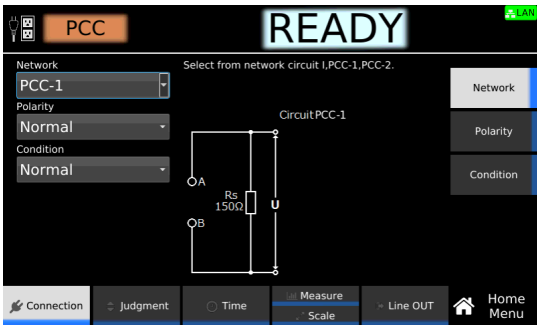 PCC
READY
LAN
Network
Select from network circuit I,PCC-1,PCC-2.
PCC-1
Polarity
Normal
Condition
Normal
Circuit PCC-1
A
Rs
150Ω
U
B
Network
Polarity
Condition
Connection
Judgment
Time
Measure
Scale
Line OUT
Home
Menu